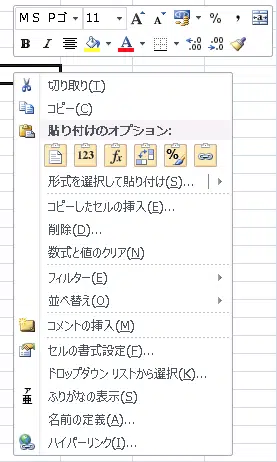 ＭＳ Ｐゴ 11 A A % ,
B I A .00 .0
切り取り(T)
コピー(C)
貼り付けのオプション:
123 fx %
形式を選択して貼り付け(S)...
コピーしたセルの挿入(E)...
削除(D)...
数式と値のクリア(N)
フィルター(E)
並べ替え(O)
コメントの挿入(M)
セルの書式設定(F)...
ドロップダウン リストから選択(K)...
ア亜 ふりがなの表示(S)
名前の定義(A)...
ハイパーリンク(I)...